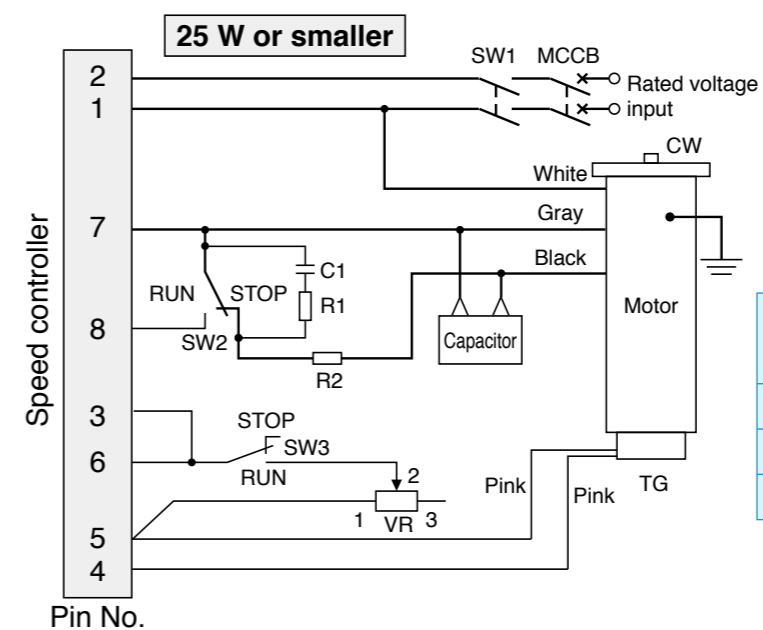 25 W or smaller
SW1 MCCB
2
Rated voltage
1
input
CW
White
7
Gray
Black
C1
RUN STOP
R1
Motor
8
SW2
Capacitor
R2
Speed controller
3
STOP
SW3
6
RUN
2
Pink
Pink
TG
1 VR 3
5
4
Pin No.